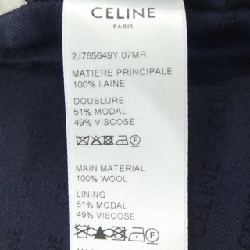 CELINE
PARIS
2J785649Y.07MR
MATIERE PRINCIPALE
100% LAINE
DOUBLURE
51% MODAL
49% VISCOSE
MAIN MATERIAL
100% WOOL
LINING
51% MODAL
49% VISCOSE